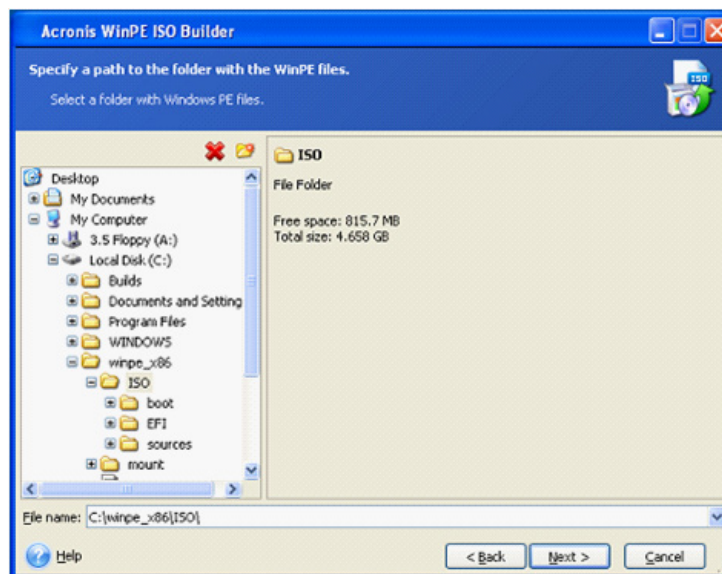 Acronis WinPE ISO Builder
Specify a path to the folder with the WinPE files.
Select a folder with Windows PE files.
ISO
Desktop
My Documents
My Computer
3.5 Floppy (A:)
Local Disk (C:)
Builds
Documents and Setting
Program Files
WINDOWS
winpe_x86
ISO
boot
EFI
sources
mount
ISO
File Folder
Free space: 815.7 MB
Total size: 4.658 GB
File name: C:\winpe_x86\ISO\
Help
< Back
Next >
Cancel